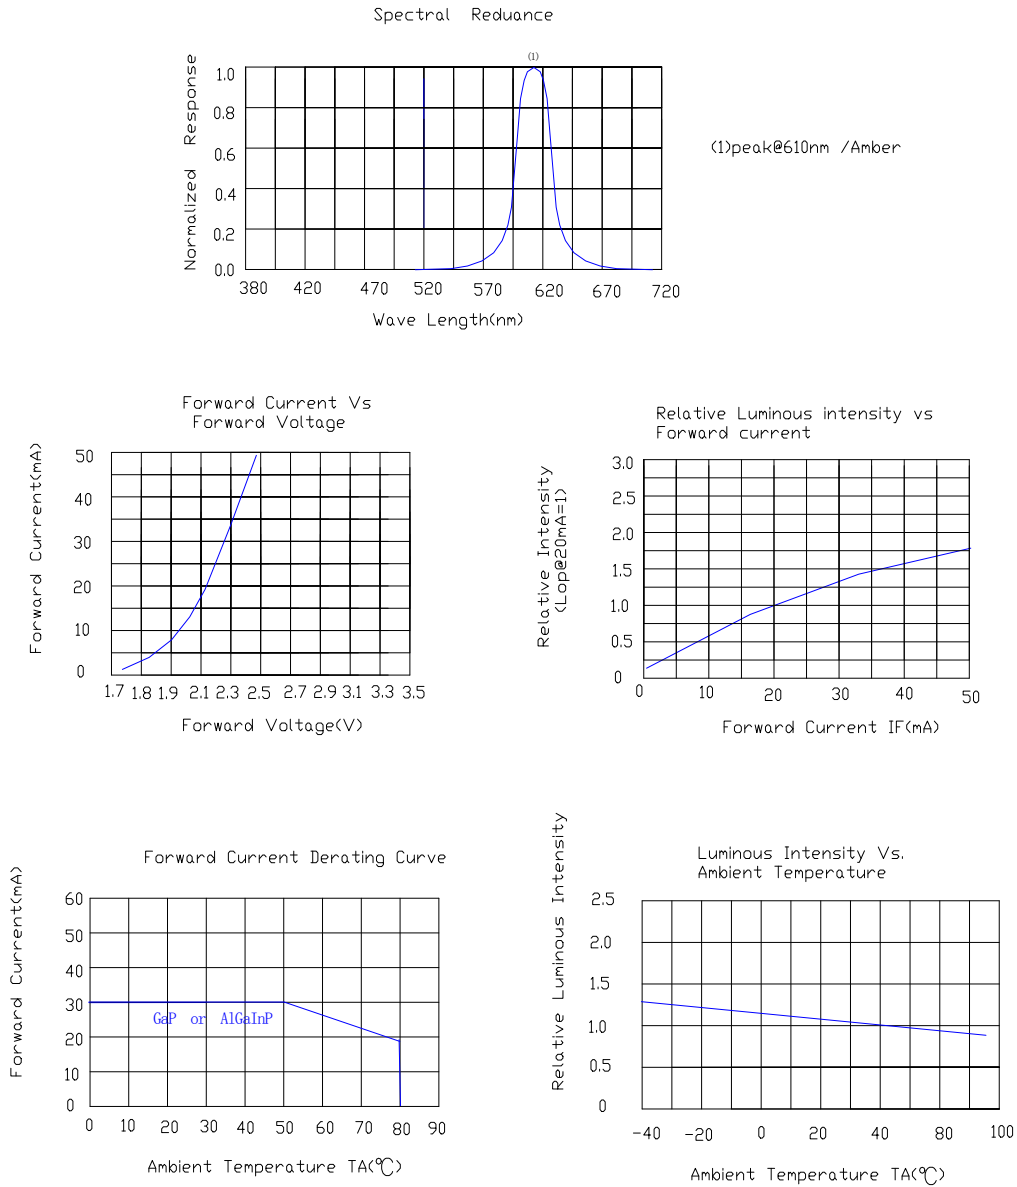 Spectral Reduance
(1)
Normalized Response
1.0
0.8
0.6
0.4
0.2
0.0
380 420 470 520 570 620 670 720
Wave Length(nm)
(1)peak@610nm /Amber
Forward Current Vs
Forward Voltage
Forward Current(mA)
50
40
30
20
10
0
1.7 1.8 1.9 2.1 2.3 2.5 2.7 2.9 3.1 3.3 3.5
Forward Voltage(V)
Relative Luminous intensity vs
Forward current
Relative Intensity
(Lop@20mA=1)
3.0
2.5
2.0
1.5
1.0
0.5
0
0 10 20 30 40 50
Forward Current IF(mA)
Forward Current Derating Curve
Forward Current(mA)
60
50
40
30
20
10
0
GaP or AlGaInP
0 10 20 30 40 50 60 70 80 90
Ambient Temperature TA(℃)
Luminous Intensity Vs.
Ambient Temperature
Relative Luminous Intensity
2.5
2.0
1.5
1.0
0.5
0
-40 -20 0 20 40 80 100
Ambient Temperature TA(℃)